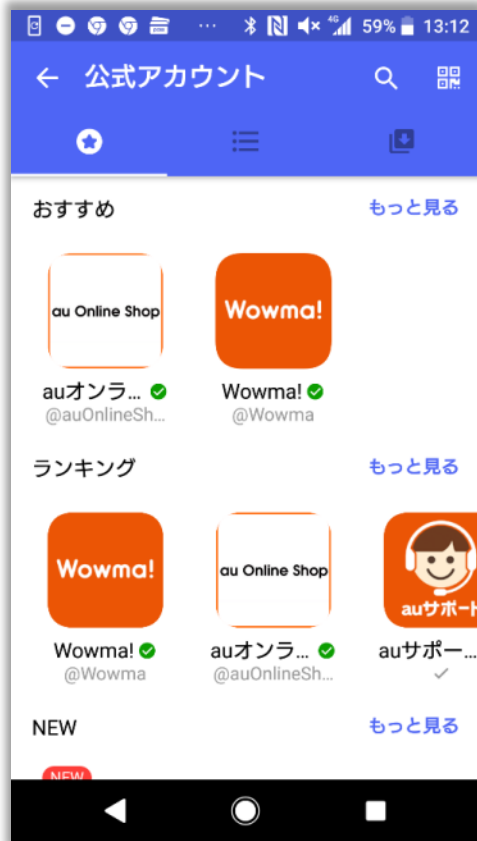 4G 59% 13:12
公式アカウント
おすすめ もっと見る
au Online Shop Wowma!
auオンラ... Wowma!
@auOnlineSh... @Wowma
ランキング もっと見る
Wowma! au Online Shop auサポート
Wowma! auオンラ... auサポー...
@Wowma @auOnlineSh...
NEW もっと見る
NEW